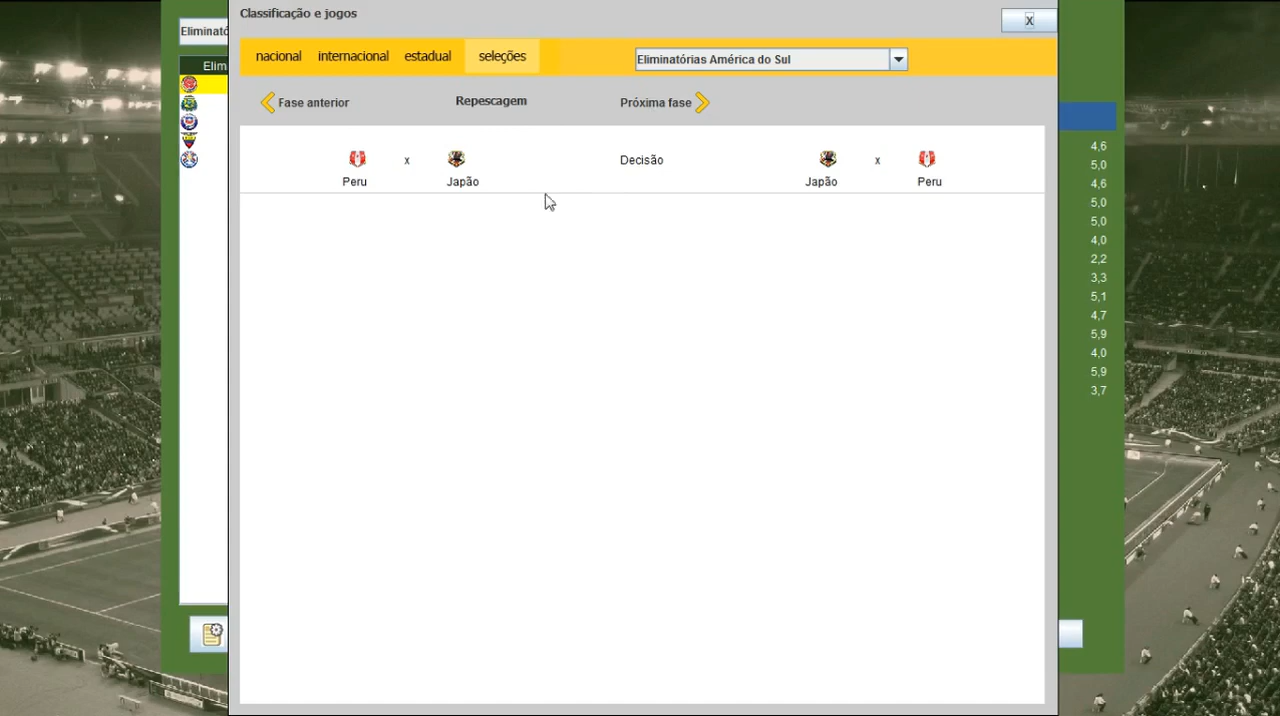 Classificação e jogos
X
Eliminató
nacional internacional estadual seleções Eliminatórias América do Sul
Elim
Fase anterior Repescagem Próxima fase
Peru x Japão Decisão Japão x Peru
4,6
5,0
4,6
5,0
5,0
4,0
2,2
3,3
5,1
4,7
5,9
4,0
5,9
3,7